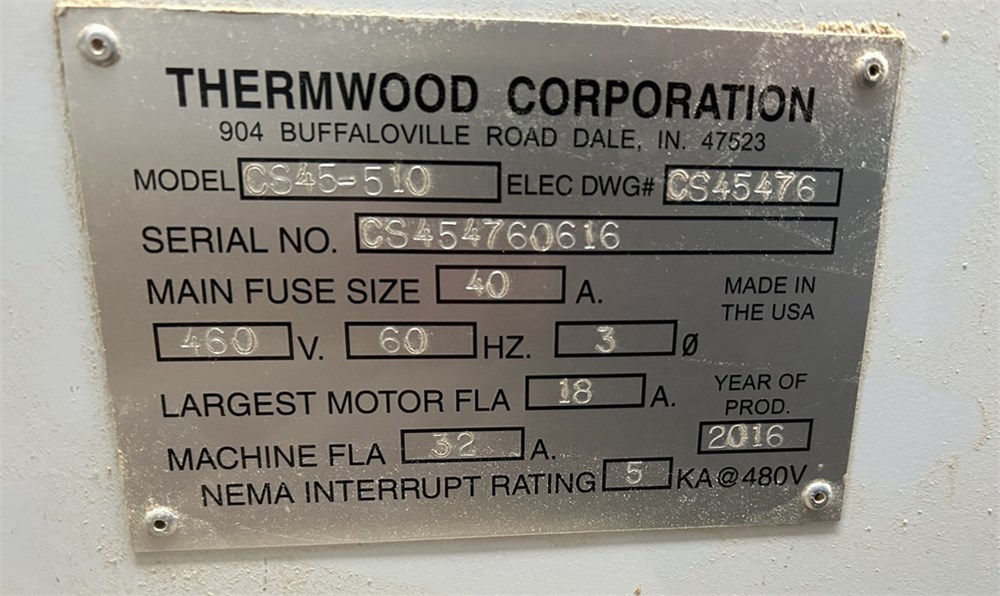 THERMWOOD CORPORATION
904 BUFFALOVILLE ROAD DALE, IN. 47523
MODEL CS45-510 ELEC DWG# CS45476
SERIAL NO. CS454760616
MAIN FUSE SIZE 40 A.
MADE IN
THE USA
460 V. 60 HZ. 3 Ø
LARGEST MOTOR FLA 18 A.
YEAR OF
PROD.
2016
MACHINE FLA 32 A.
NEMA INTERRUPT RATING 5 KA@480V